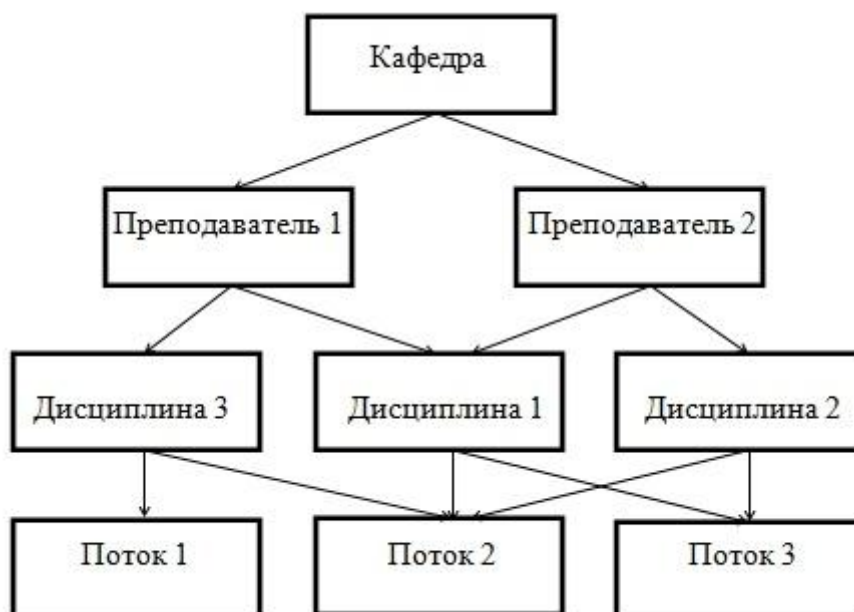 Кафедра
Преподаватель 1
Преподаватель 2
Дисциплина 3
Дисциплина 1
Дисциплина 2
Поток 1
Поток 2
Поток 3